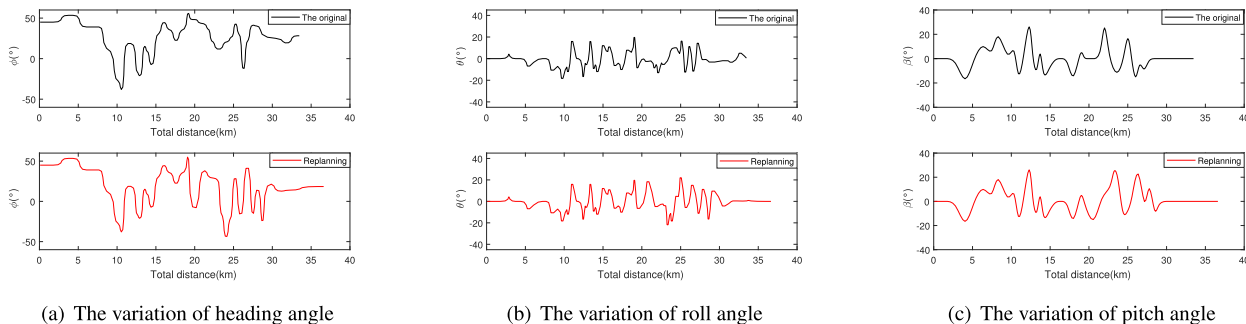 50
0
-50
φ(°)
The original
0 5 10 15 20 25 30 35 40
Total distance(km)
50
0
-50
φ(°)
Replanning
0 5 10 15 20 25 30 35 40
Total distance(km)
(a) The variation of heading angle
40
20
0
-20
-40
θ(°)
The original
0 5 10 15 20 25 30 35 40
Total distance(km)
40
20
0
-20
-40
θ(°)
Replanning
0 5 10 15 20 25 30 35 40
Total distance(km)
(b) The variation of roll angle
40
20
0
-20
-40
β(°)
The original
0 5 10 15 20 25 30 35 40
Total distance(km)
40
20
0
-20
-40
β(°)
Replanning
0 5 10 15 20 25 30 35 40
Total distance(km)
(c) The variation of pitch angle